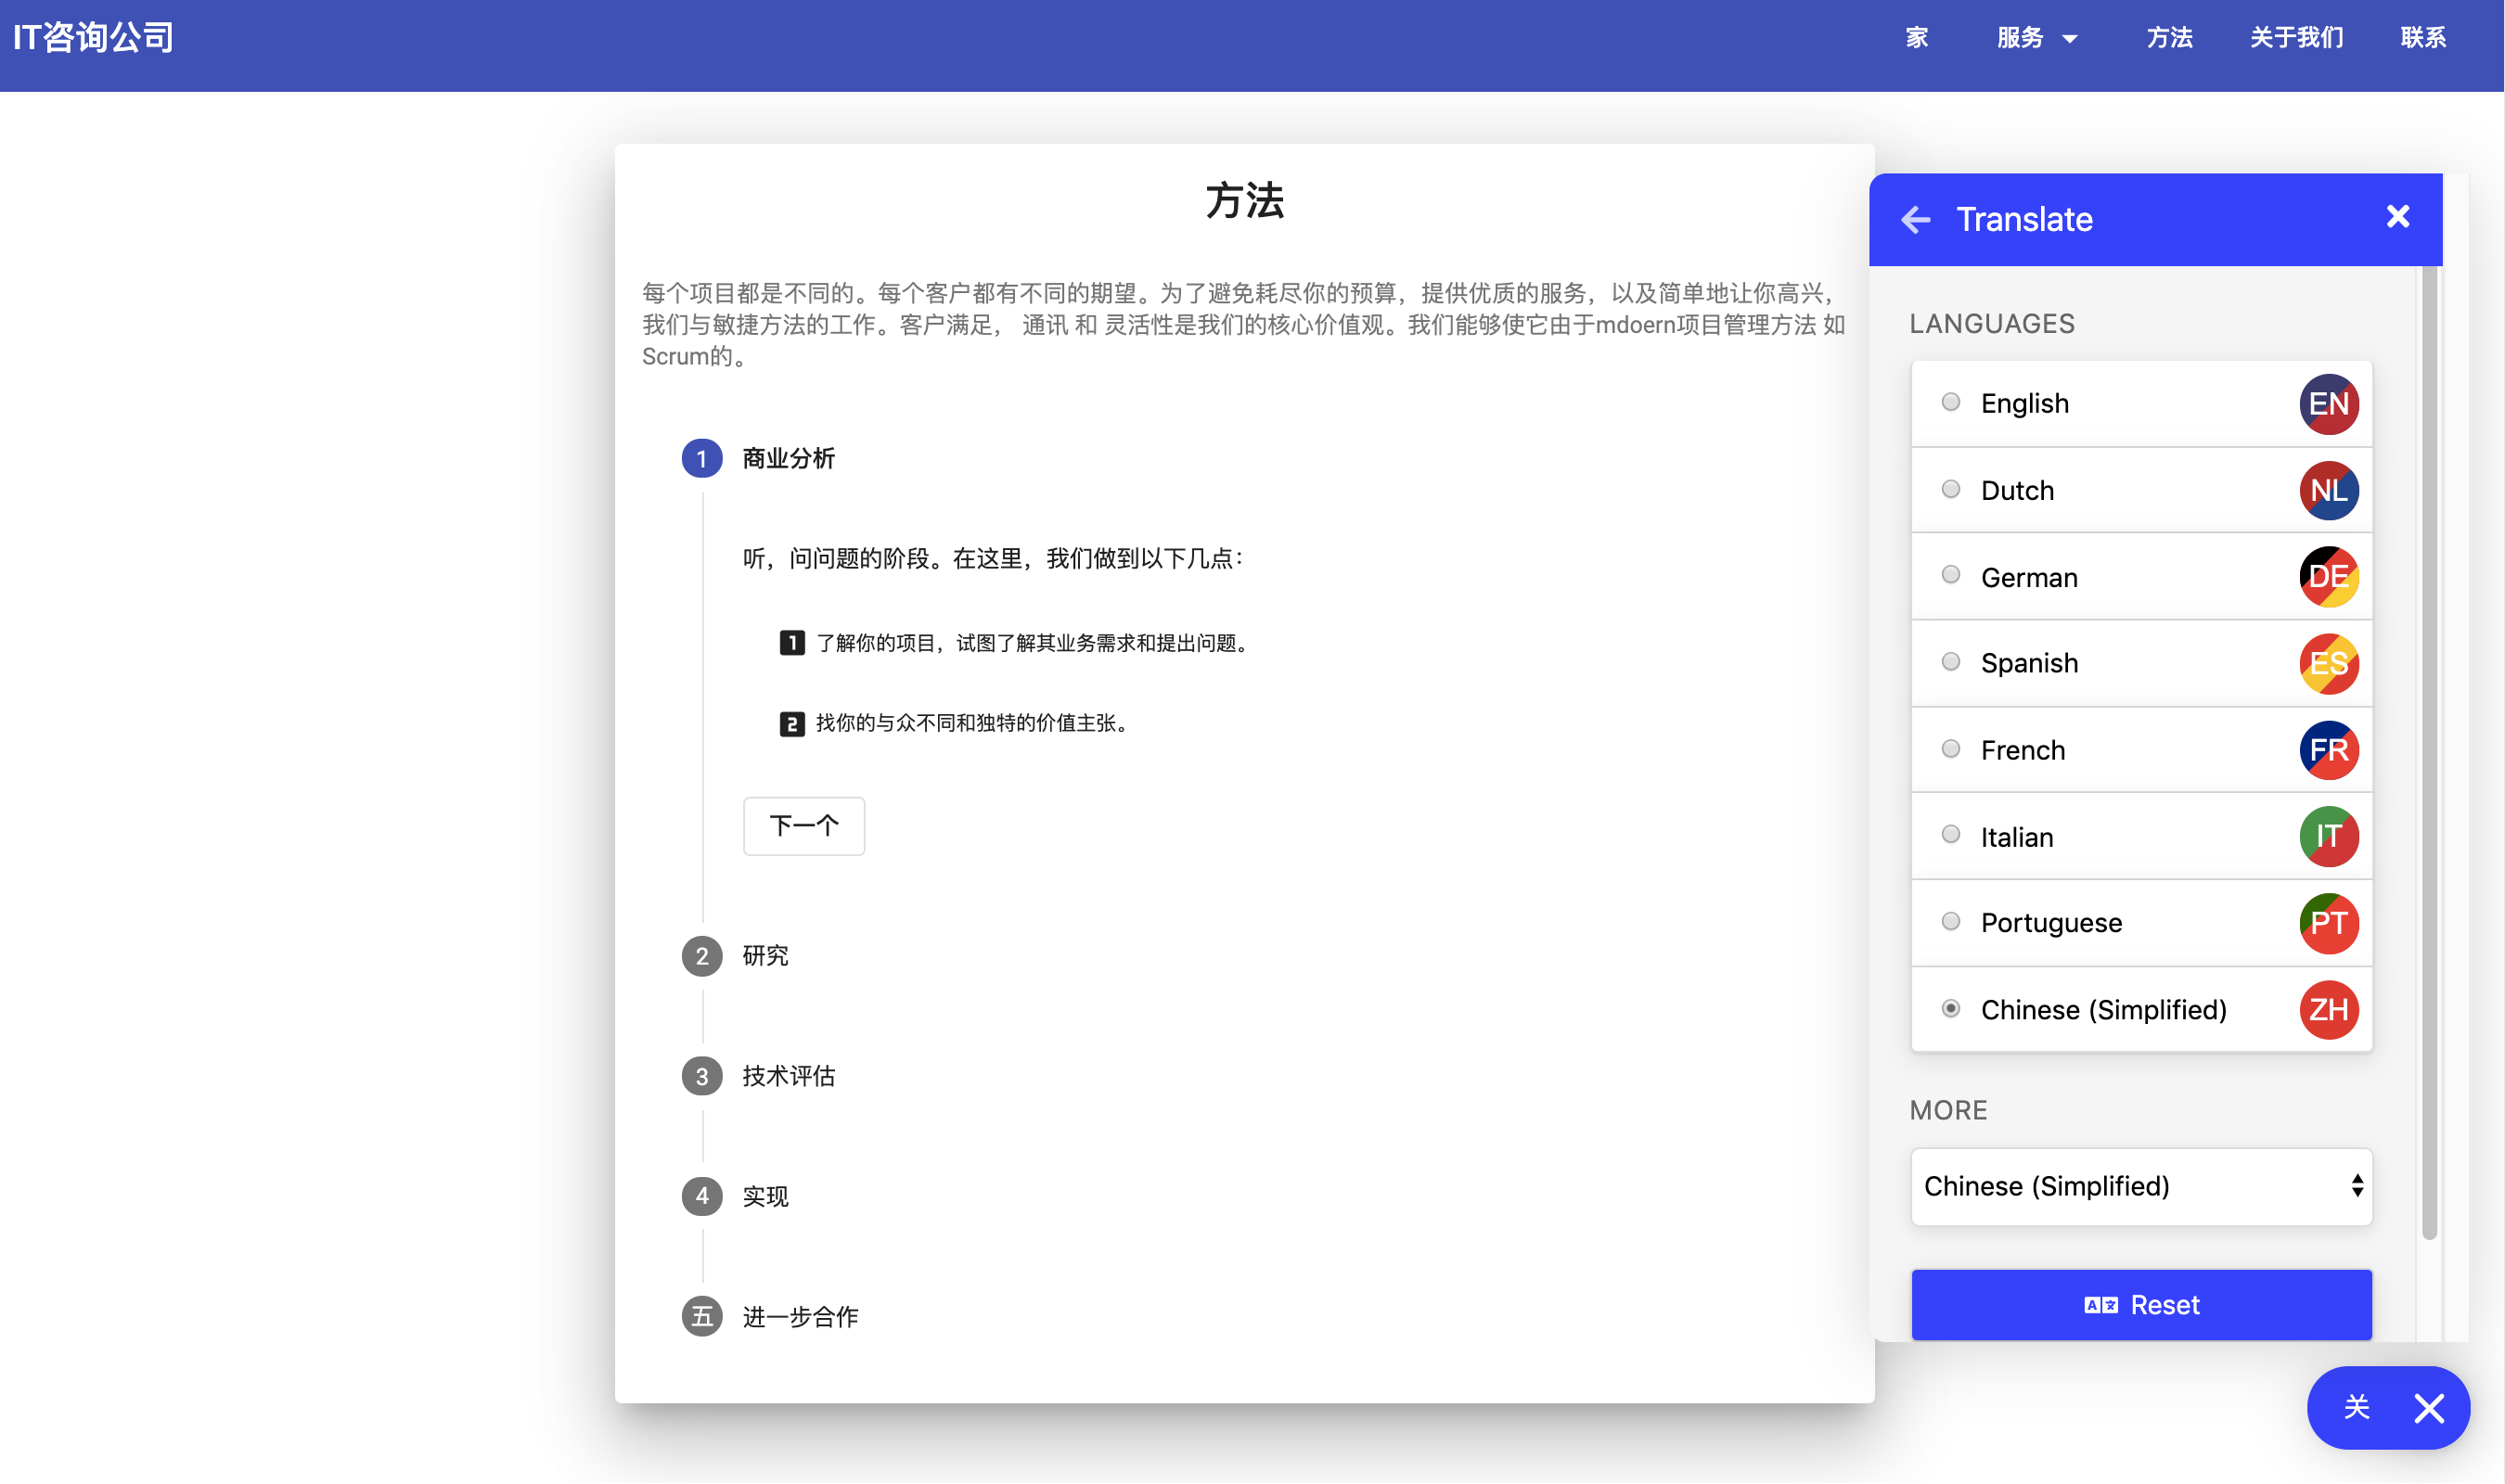 IT咨询公司
家 服务 方法 关于我们 联系
方法
每个项目都是不同的。每个客户都有不同的期望。为了避免耗尽你的预算，提供优质的服务，以及简单地让你高兴，
我们与敏捷方法的工作。客户满足， 通讯 和 灵活性是我们的核心价值观。我们能够使它由于mdoern项目管理方法 如
Scrum的。
1 商业分析
听，问问题的阶段。在这里，我们做到以下几点：
1 了解你的项目，试图了解其业务需求和提出问题。
2 找你的与众不同和独特的价值主张。
下一个
2 研究
3 技术评估
4 实现
五 进一步合作
Translate
LANGUAGES
English EN
Dutch NL
German DE
Spanish ES
French FR
Italian IT
Portuguese PT
Chinese (Simplified) ZH
MORE
Chinese (Simplified)
A文 Reset
关